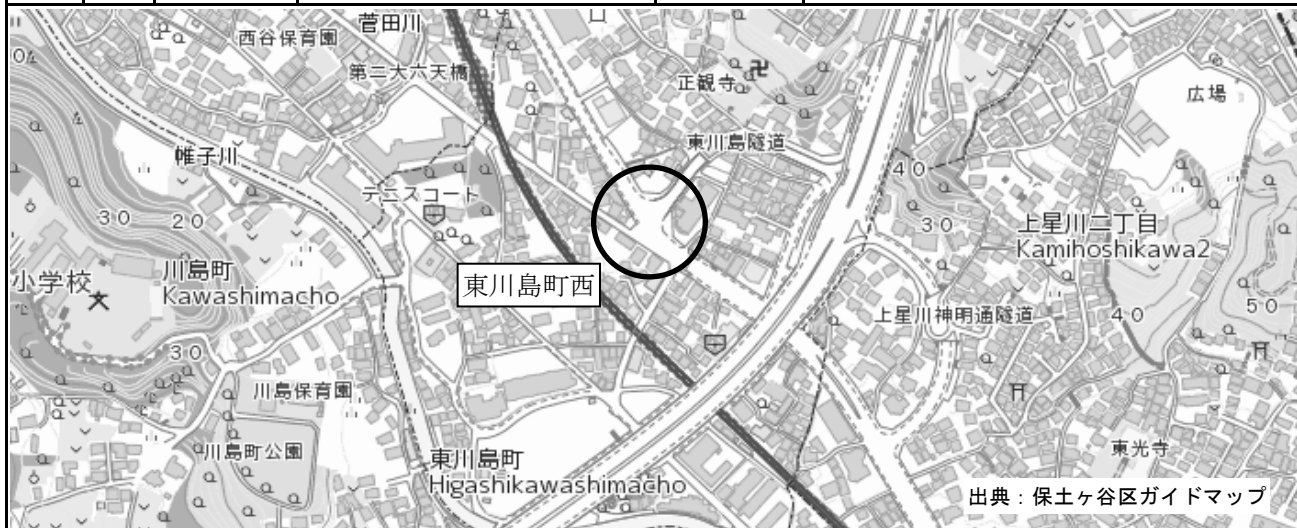 菅田川
西谷保育園
第二大六天橋
正観寺
広場
東川島隧道
帷子川
テニスコート
40
30 20
30
上星川二丁目
Kamihoshikawa2
川島町
Kawashimacho
小学校
東川島町西
50
上星川神明通隧道
40
30
川島保育園
川島町公園
東川島町
Higashikawashimacho
東光寺
出典：保土ヶ谷区ガイドマップ